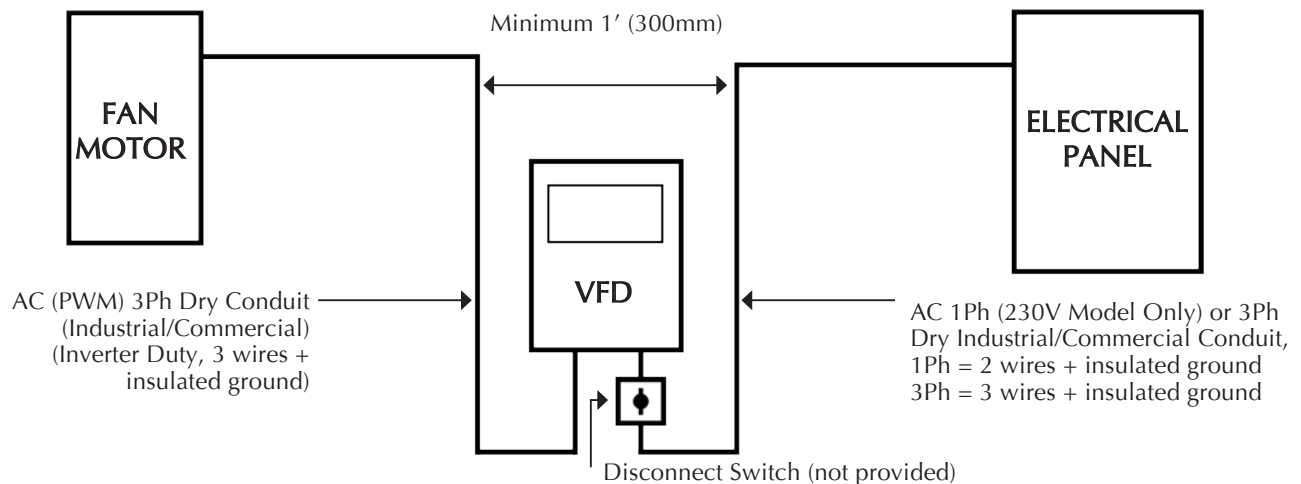 Minimum 1’ (300mm)
FAN
MOTOR
ELECTRICAL
PANEL
VFD
AC (PWM) 3Ph Dry Conduit
(Industrial/Commercial)
(Inverter Duty, 3 wires +
insulated ground)
AC 1Ph (230V Model Only) or 3Ph
Dry Industrial/Commercial Conduit,
1Ph = 2 wires + insulated ground
3Ph = 3 wires + insulated ground
Disconnect Switch (not provided)